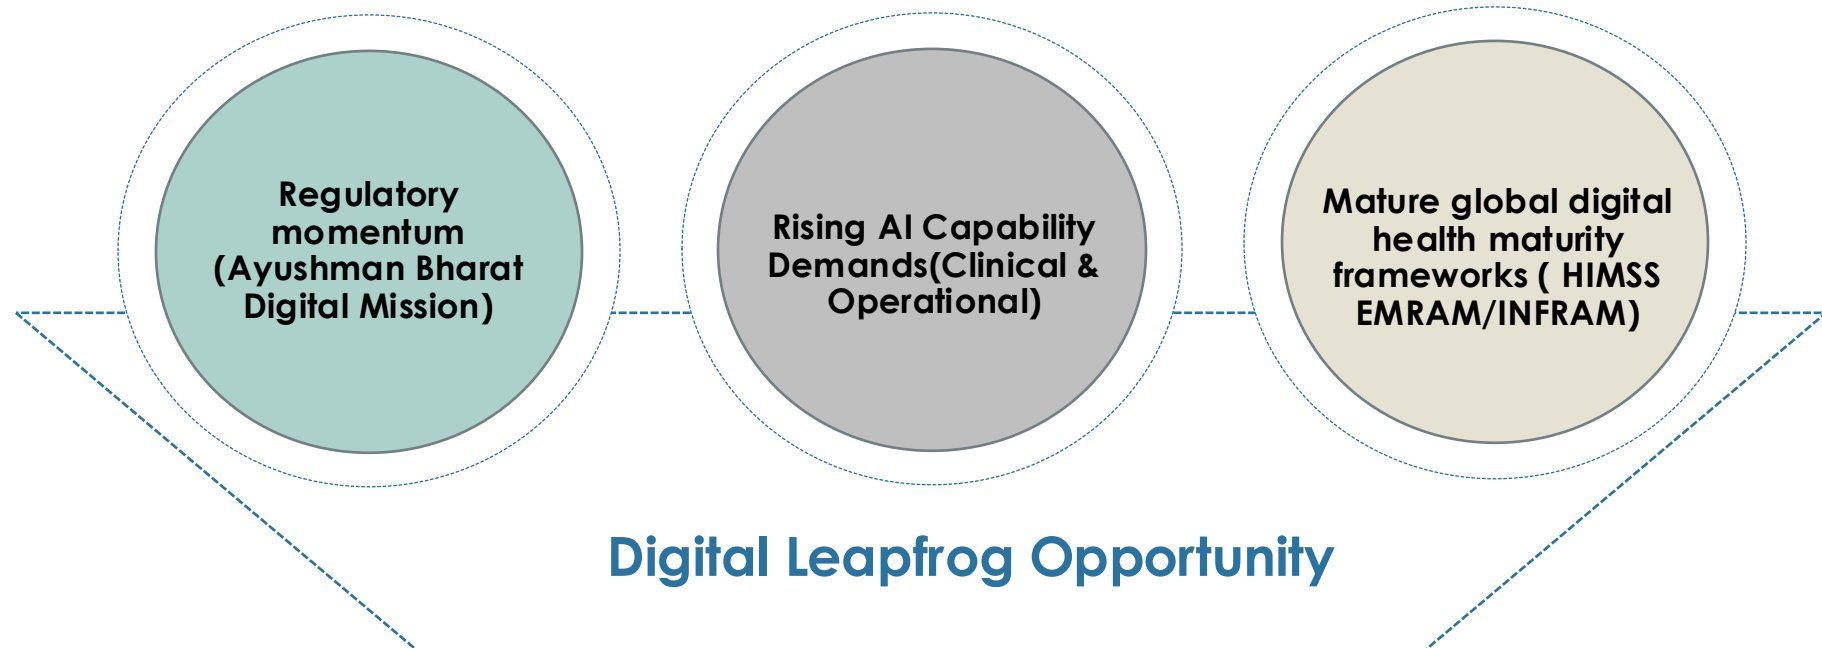 Regulatory
momentum
(Ayushman Bharat
Digital Mission)
Rising AI Capability
Demands(Clinical &
Operational)
Mature global digital
health maturity
frameworks ( HIMSS
EMRAM/INFRAM)
Digital Leapfrog Opportunity